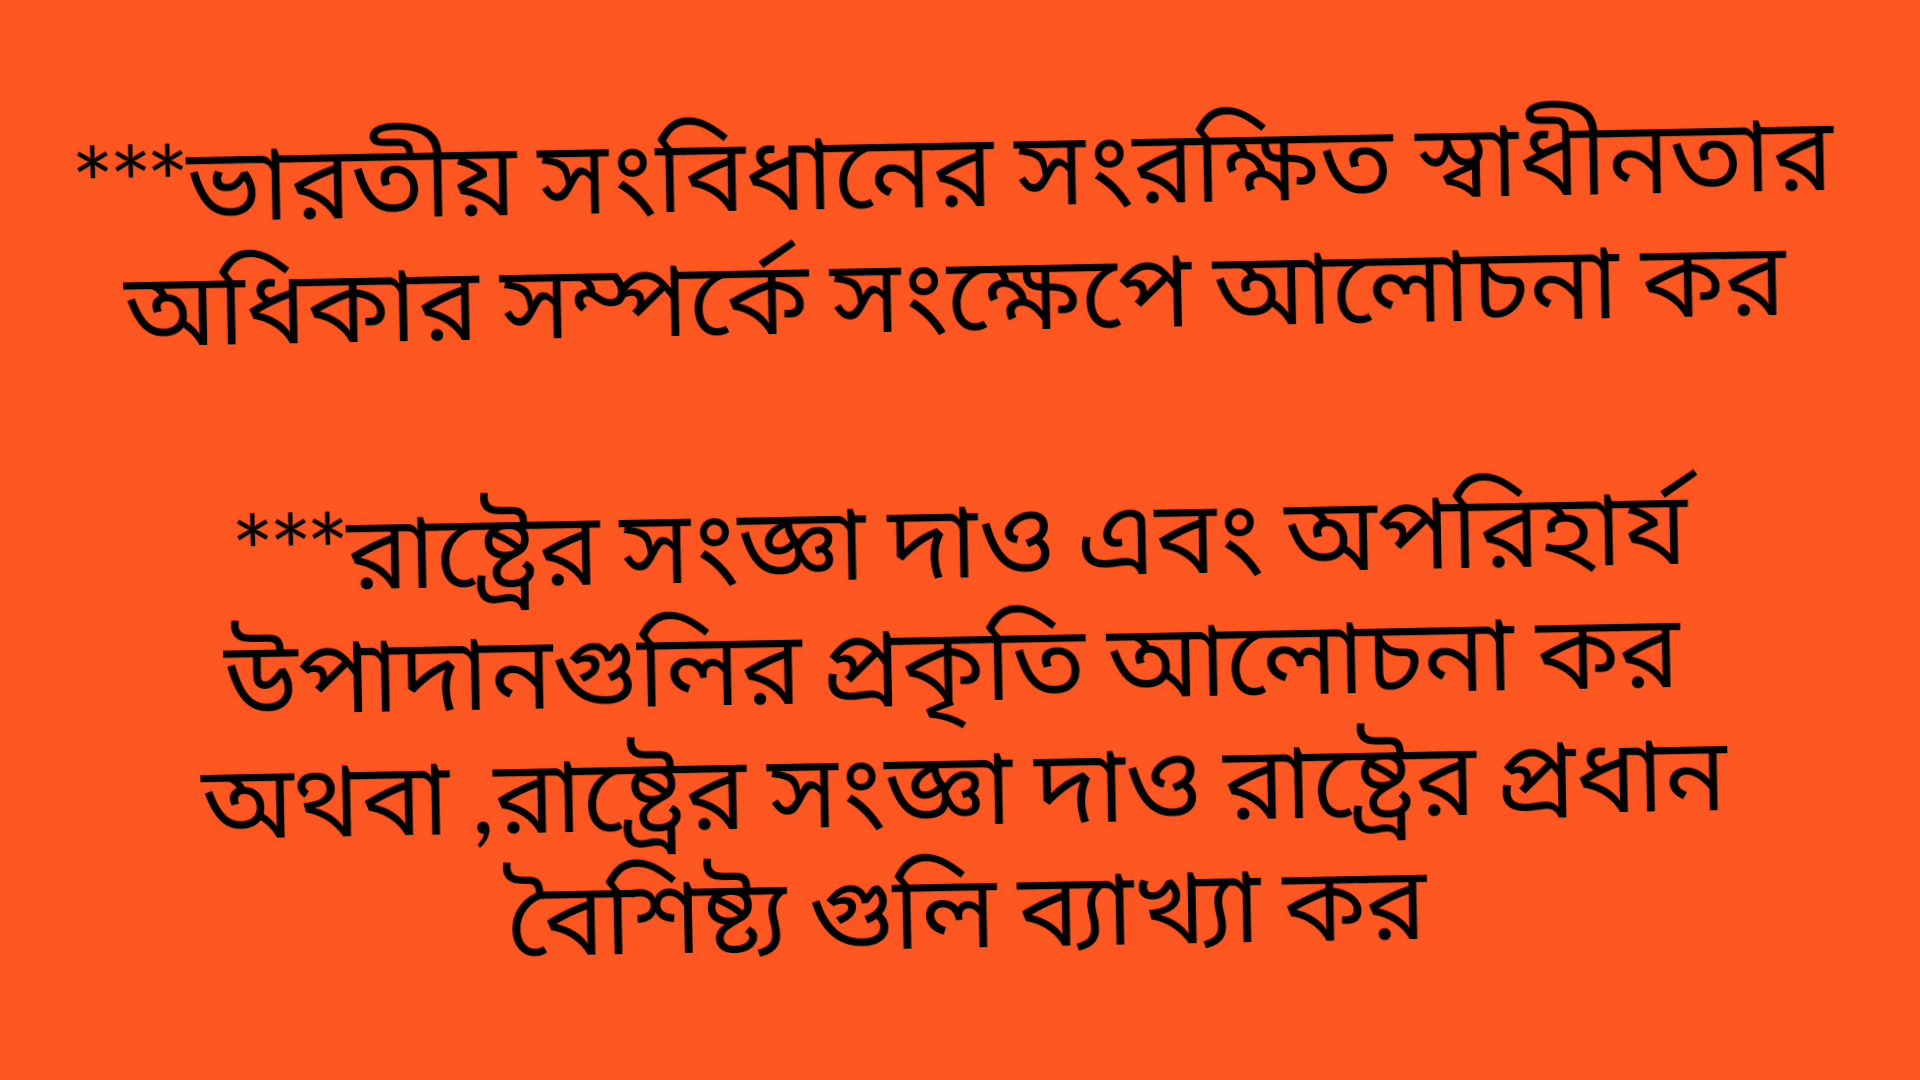 ***ভারতীয় সংবিধানের সংরক্ষিত স্বাধীনতার
অধিকার সম্পর্কে সংক্ষেপে আলোচনা কর
***রাষ্ট্রের সংজ্ঞা দাও এবং অপরিহার্য
উপাদানগুলির প্রকৃতি আলোচনা কর
অথবা ,রাষ্ট্রের সংজ্ঞা দাও রাষ্ট্রের প্রধান
বৈশিষ্ট্য গুলি ব্যাখ্যা কর